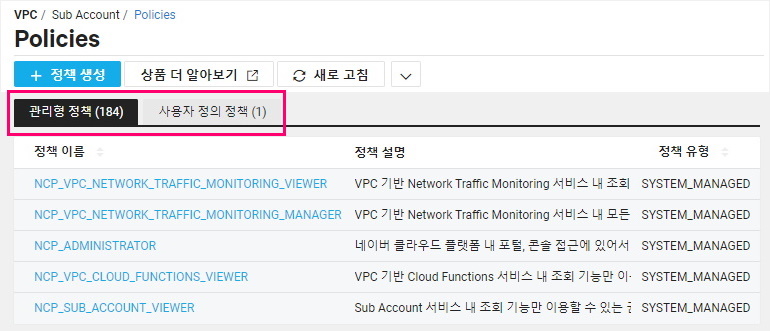 VPC / Sub Account / Policies
Policies
+ 정책 생성 상품 더 알아보기 새로 고침
관리형 정책 (184) 사용자 정의 정책 (1)
정책 이름 정책 설명 정책 유형
NCP_VPC_NETWORK_TRAFFIC_MONITORING_VIEWER VPC 기반 Network Traffic Monitoring 서비스 내 조회 SYSTEM_MANAGED
NCP_VPC_NETWORK_TRAFFIC_MONITORING_MANAGER VPC 기반 Network Traffic Monitoring 서비스 내 모든 SYSTEM_MANAGED
NCP_ADMINISTRATOR 네이버 클라우드 플랫폼 내 포털, 콘솔 접근에 있어서 SYSTEM_MANAGED
NCP_VPC_CLOUD_FUNCTIONS_VIEWER VPC 기반 Cloud Functions 서비스 내 조회 기능만 SYSTEM_MANAGED
NCP_SUB_ACCOUNT_VIEWER Sub Account 서비스 내 조회 기능만 이용할 수 있는 SYSTEM_MANAGED